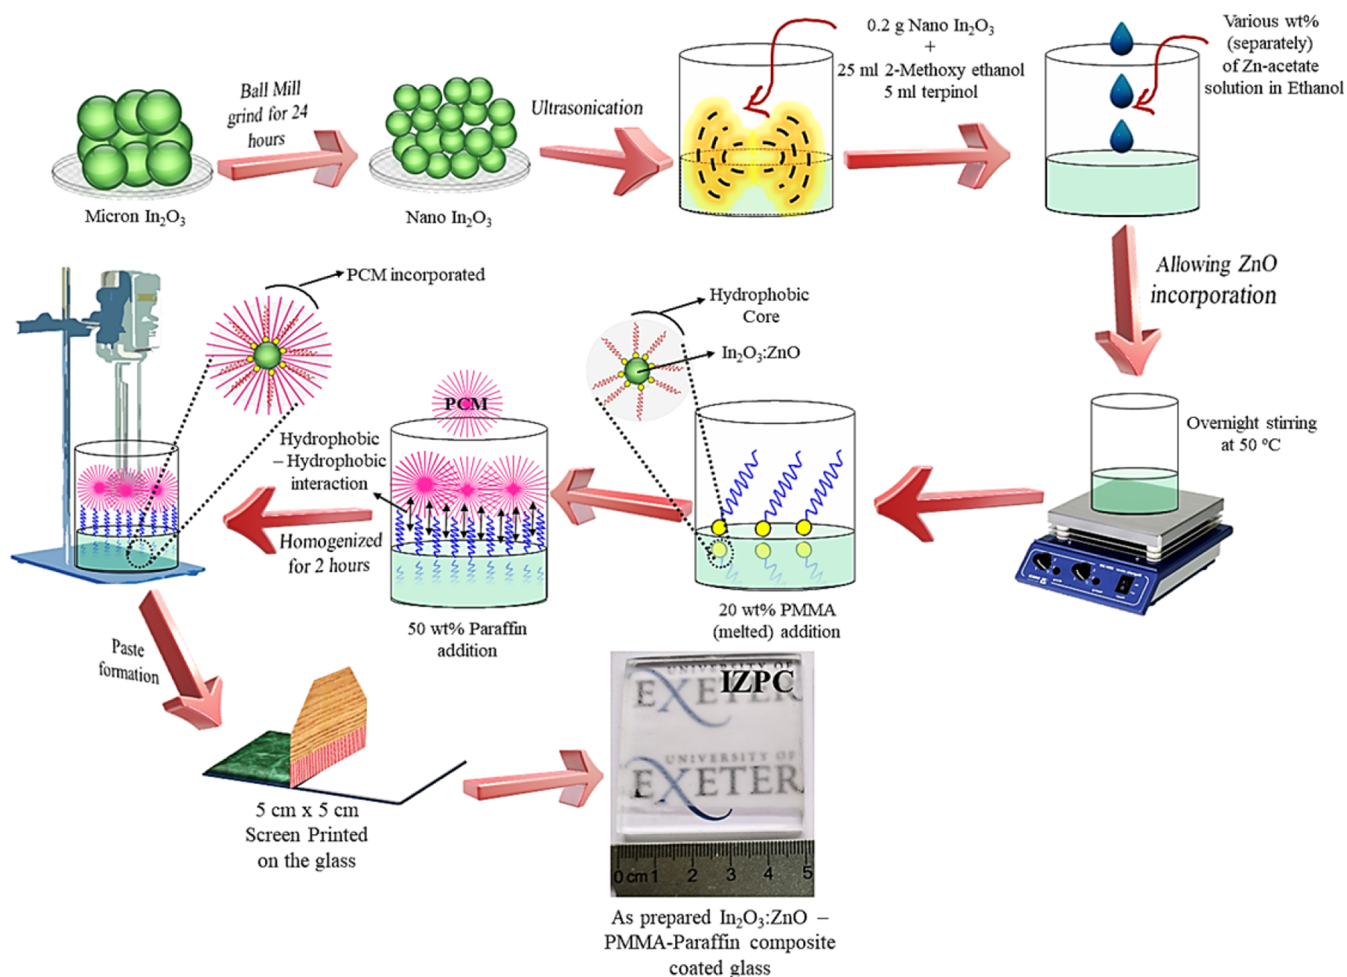 Ball Mill
grind for 24
hours
Micron In₂O₃
Nano In₂O₃
Ultrasonication
0.2 g Nano In₂O₃
+
25 ml 2-Methoxy ethanol
5 ml terpinol
Various wt%
(separately)
of Zn-acetate
solution in Ethanol
Allowing ZnO
incorporation
Overnight stirring
at 50 ºC
Hydrophobic
Core
In₂O₃:ZnO
20 wt% PMMA
(melted) addition
PCM
Hydrophobic
– Hydrophobic
interaction
50 wt% Paraffin
addition
Homogenized
for 2 hours
PCM incorporated
Paste
formation
5 cm x 5 cm
Screen Printed
on the glass
UNIVERSITY OF
IZPC
EXETER
UNIVERSITY OF
EXETER
0 cm 1 2 3 4 5
As prepared In₂O₃:ZnO –
PMMA-Paraffin composite
coated glass